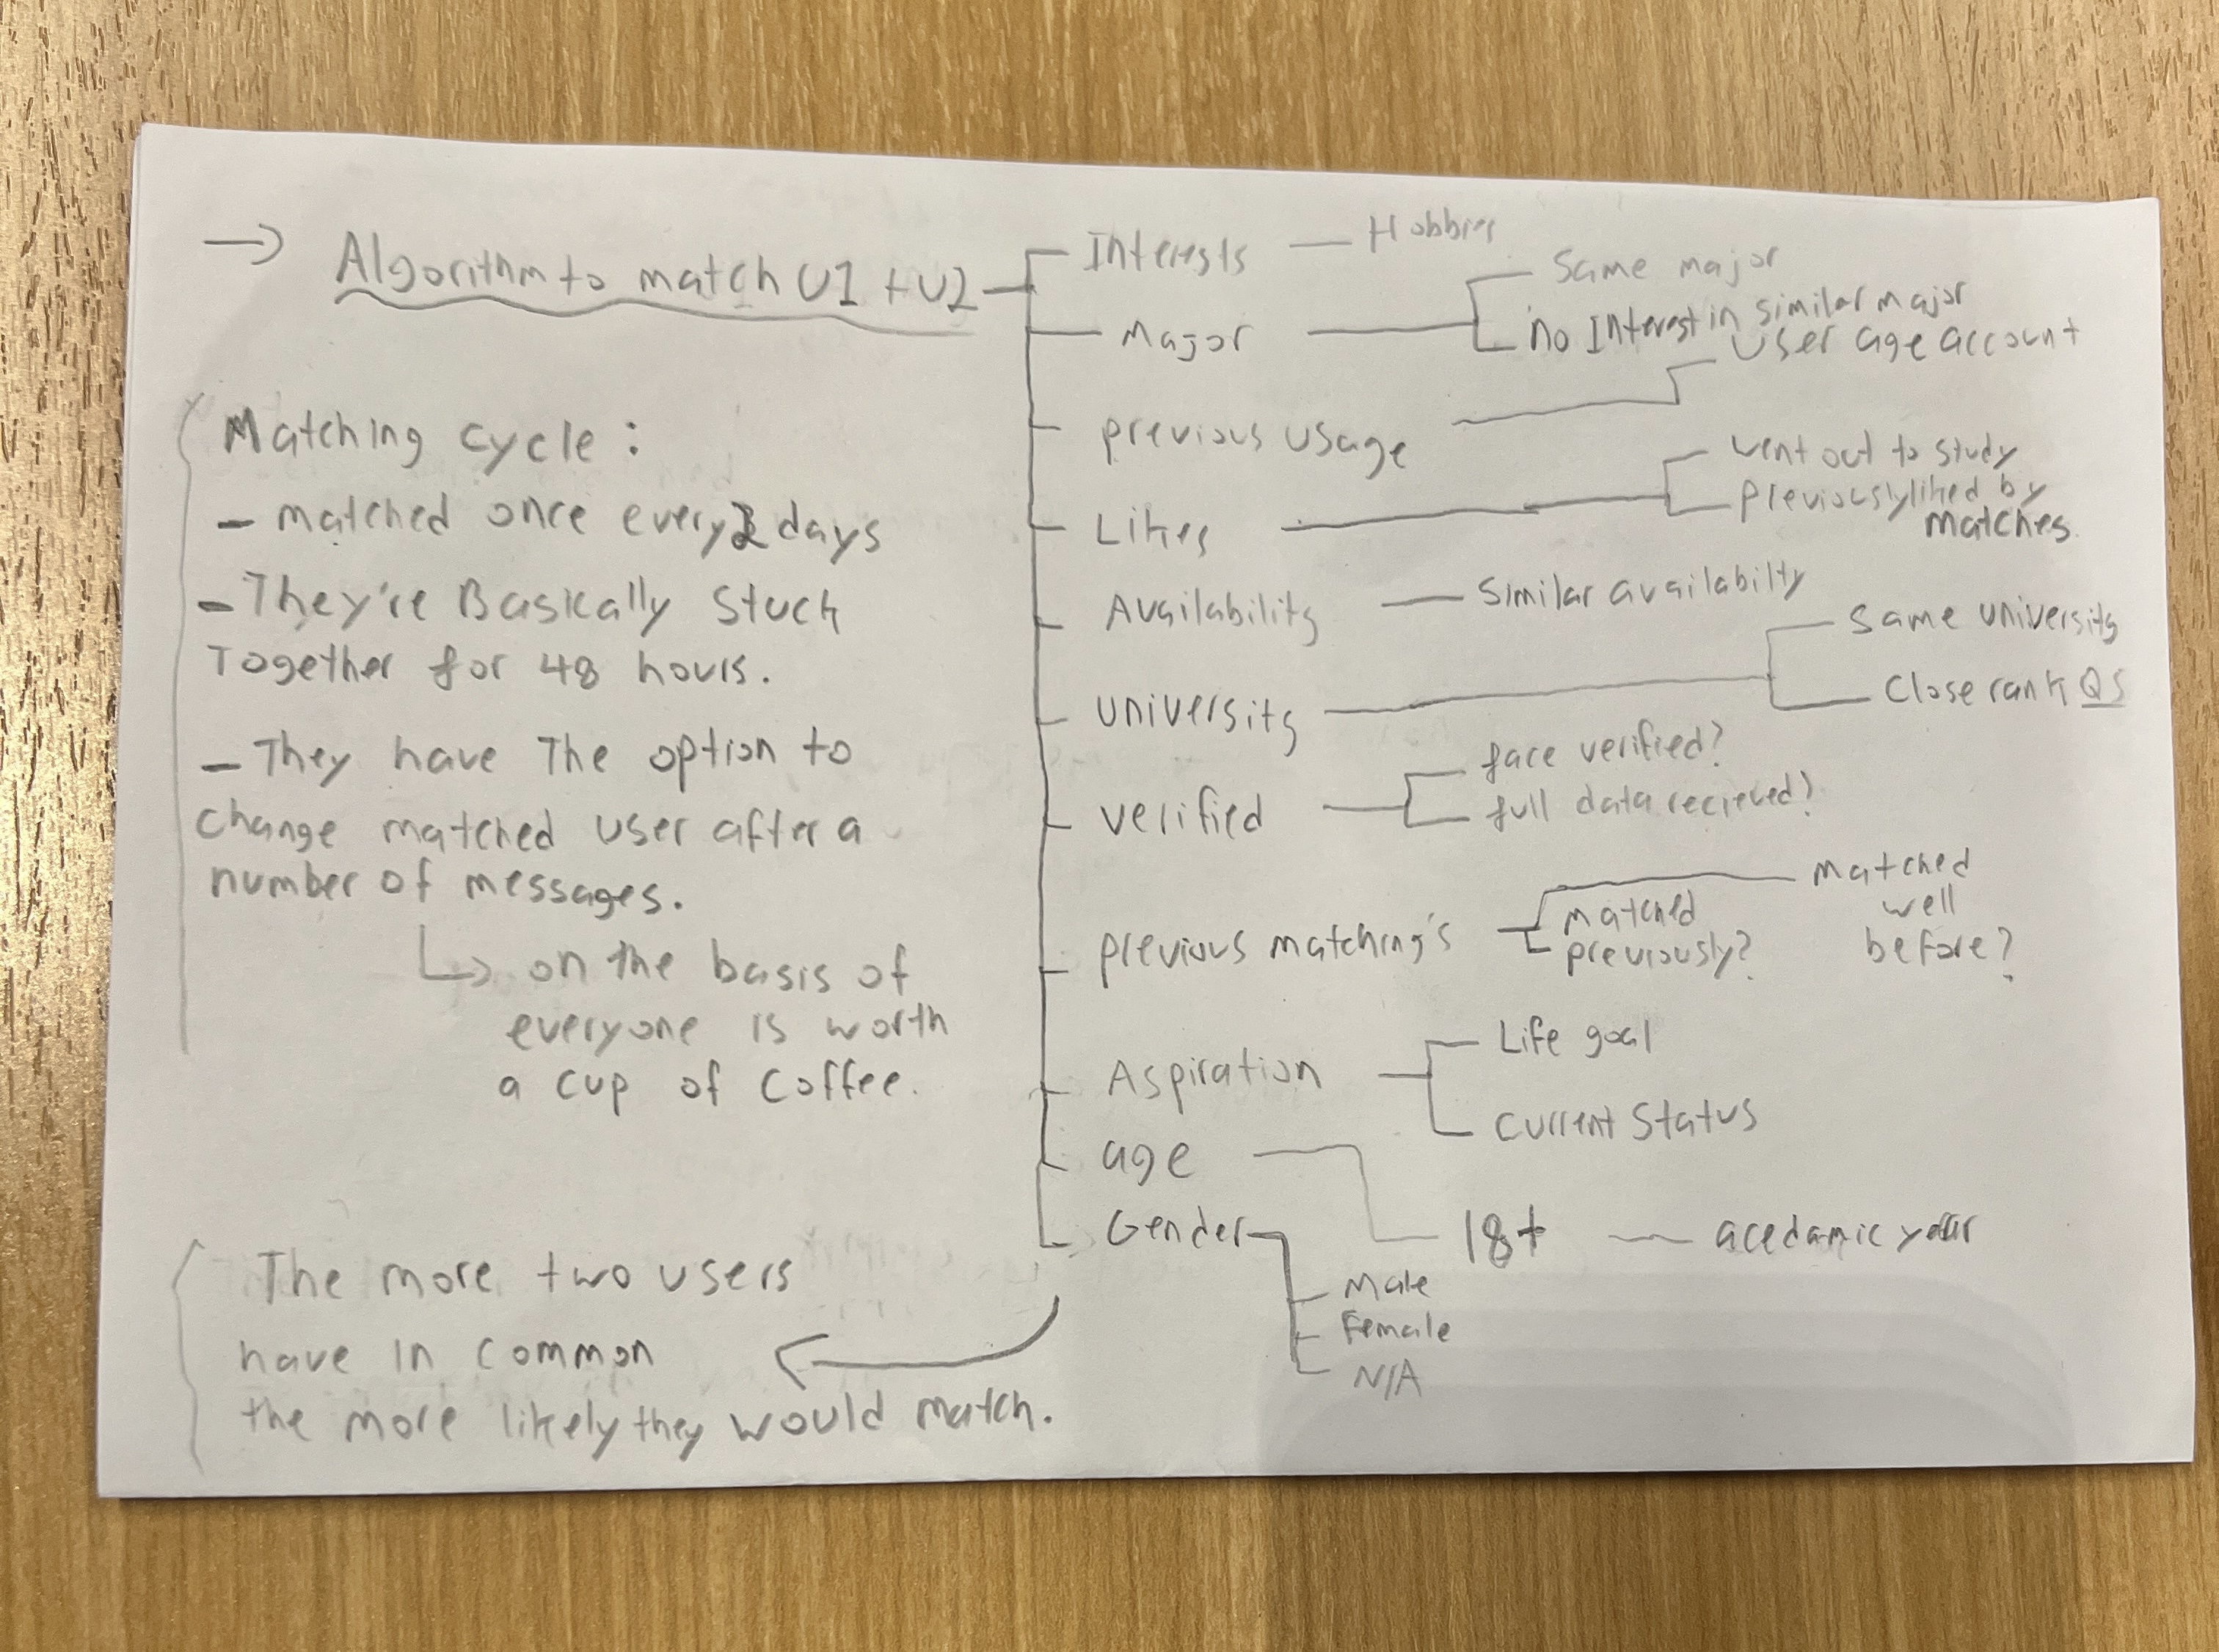 → Algorithm to match U1 + U2
Interests — Hobbies
Major
Same major
no Interest in similar major
previous usage
User age account
Likes
went out to study
previously liked by
matches.
Availability — Similar availabilty
university
Same university
Close rank QS
verified
face verified?
full data recieved?
previous matching's
matched
previously?
matched
well
before?
Aspiration
Life goal
Current Status
age
18+ — acedamic year
Gender
Male
Female
N/A
Matching cycle :
- matched once every 2 days
- They're Basically Stuck
Together for 48 hours.
- They have The option to
change matched user after a
number of messages.
↳ on the basis of
everyone is worth
a cup of coffee.
The more two users
have in common
the more likely they would match.